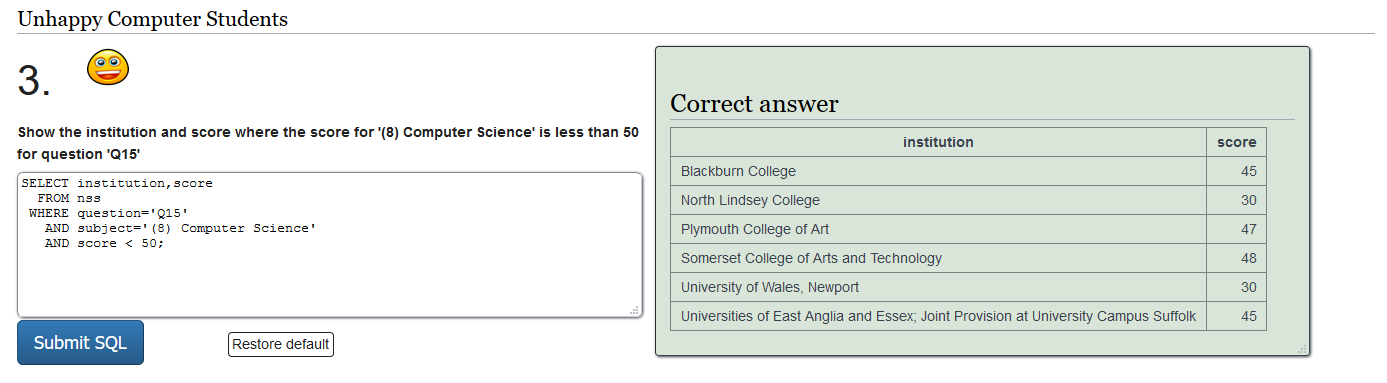 Unhappy Computer Students
3.
Show the institution and score where the score for '(8) Computer Science' is less than 50
for question 'Q15'
SELECT institution,score
FROM nss
WHERE question='Q15'
AND subject='(8) Computer Science'
AND score < 50;
Submit SQL
Restore default
Correct answer
institution score
Blackburn College 45
North Lindsey College 30
Plymouth College of Art 47
Somerset College of Arts and Technology 48
University of Wales, Newport 30
Universities of East Anglia and Essex; Joint Provision at University Campus Suffolk 45